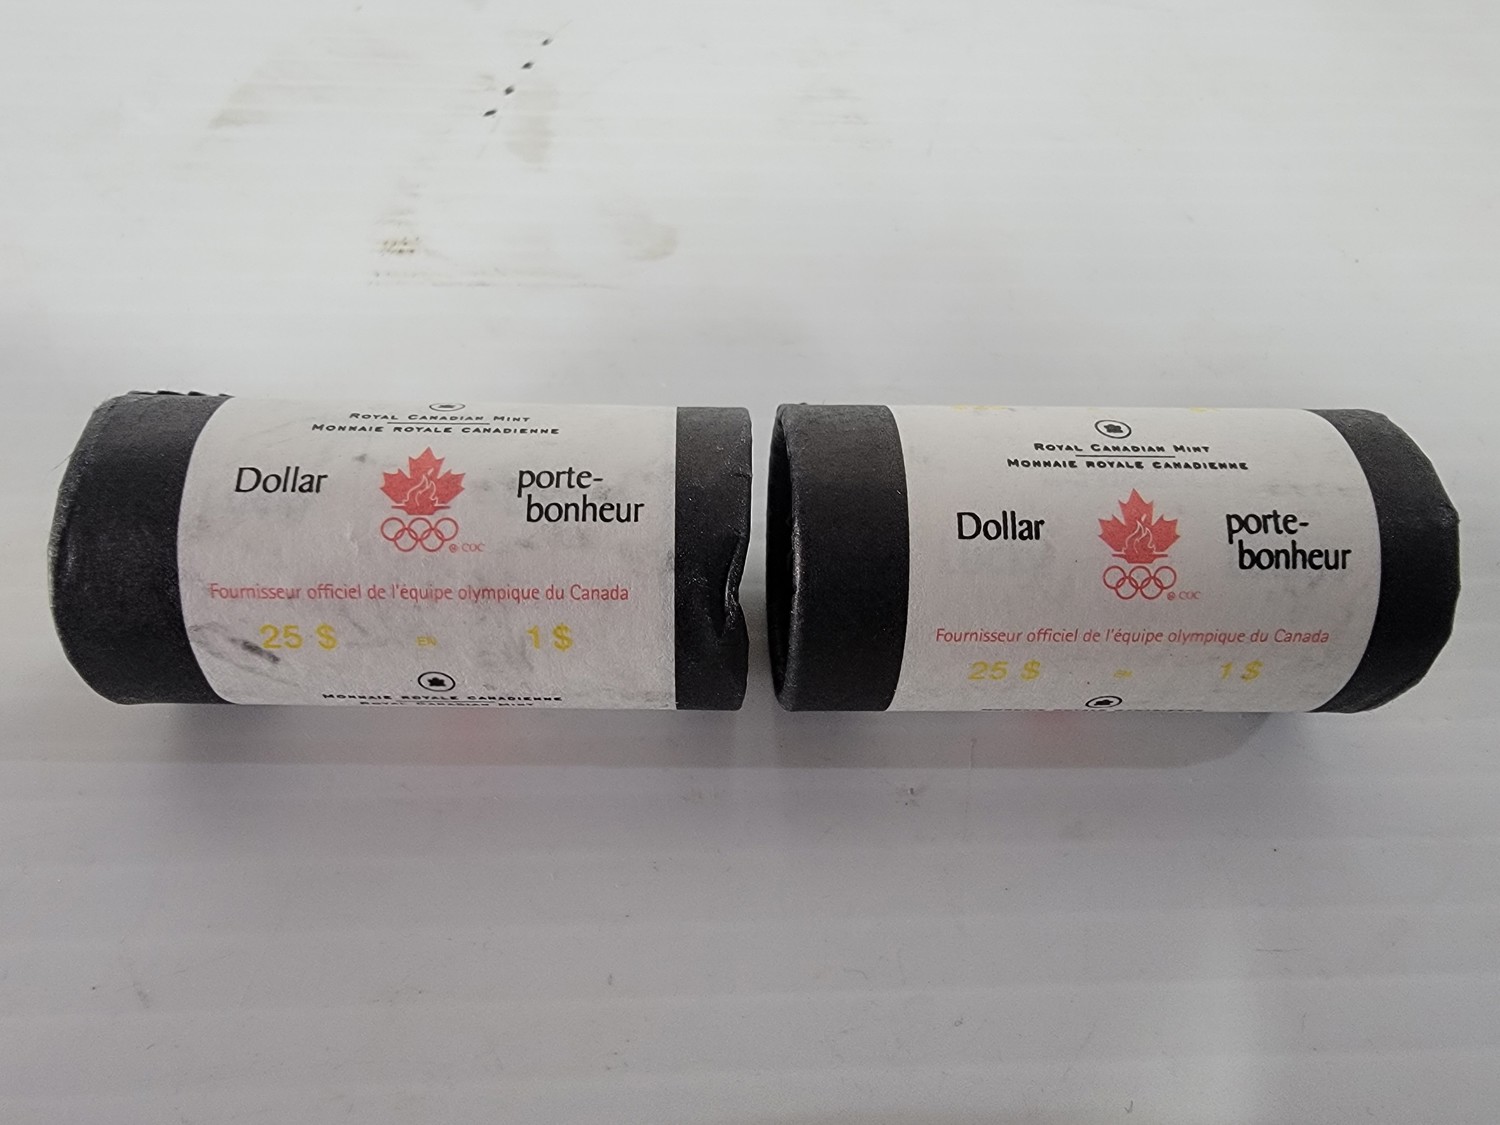 ROYAL CANADIAN MINT
MONNAIE ROYALE CANADIENNE
Dollar
porte-
bonheur
® COC
Fournisseur officiel de l'équipe olympique du Canada
25 $ EN 1 $
MONNAIE ROYALE CANADIENNE
ROYAL CANADIAN MINT
ROYAL CANADIAN MINT
MONNAIE ROYALE CANADIENNE
Dollar
porte-
bonheur
® COC
Fournisseur officiel de l'équipe olympique du Canada
25 $ EN 1 $